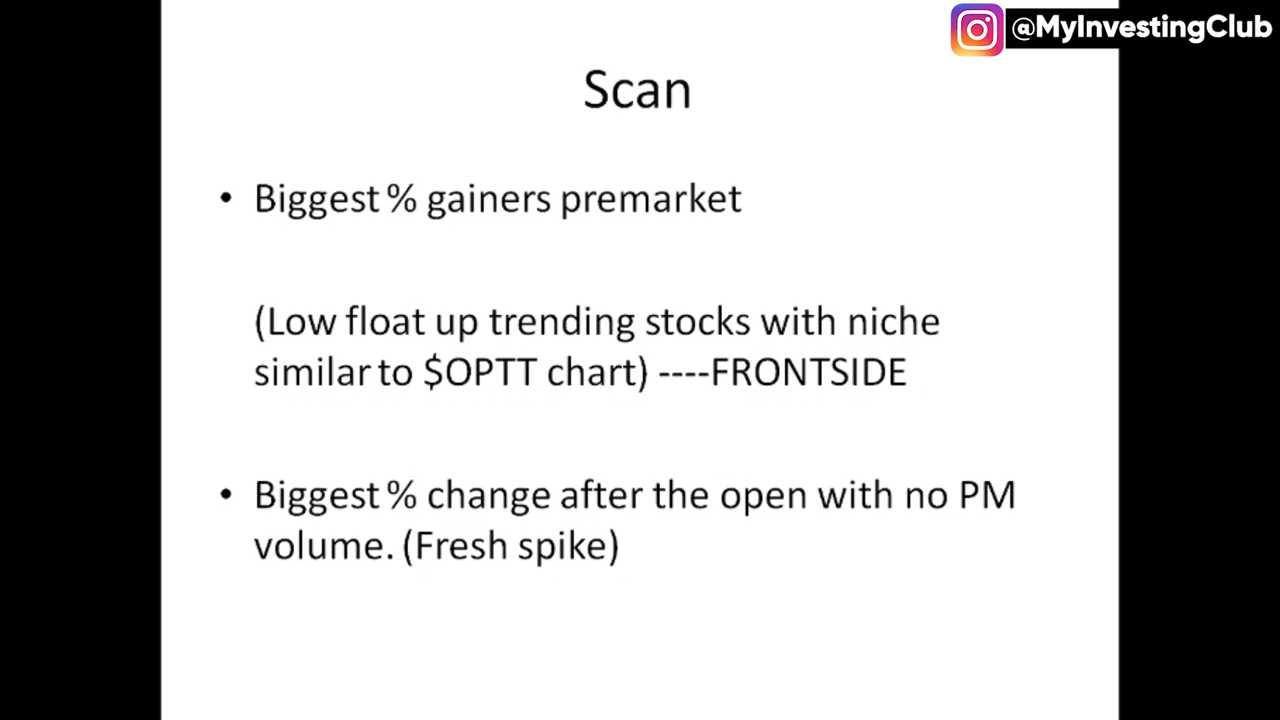 @MyInvestingClub
Scan
• Biggest % gainers premarket
(Low float up trending stocks with niche
similar to $OPTT chart) ----FRONTSIDE
• Biggest % change after the open with no PM
volume. (Fresh spike)